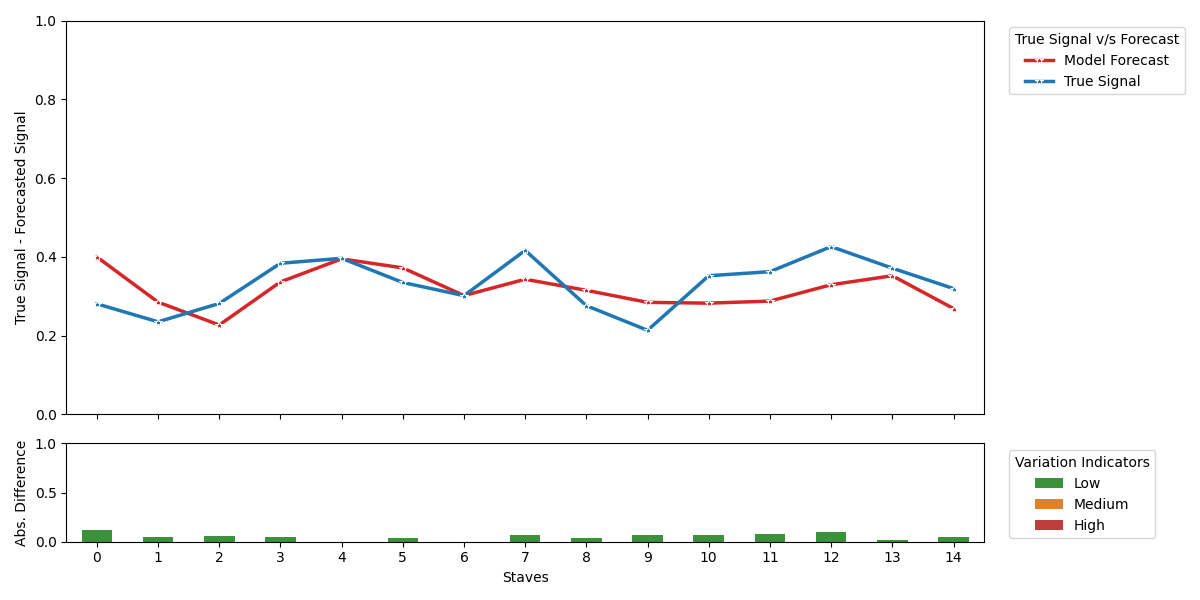 1.0
0.8
0.6
0.4
0.2
0.0
True Signal - Forecasted Signal
True Signal v/s Forecast
Model Forecast
True Signal
1.0
0.5
0.0
Abs. Difference
0 1 2 3 4 5 6 7 8 9 10 11 12 13 14
Staves
Variation Indicators
Low
Medium
High